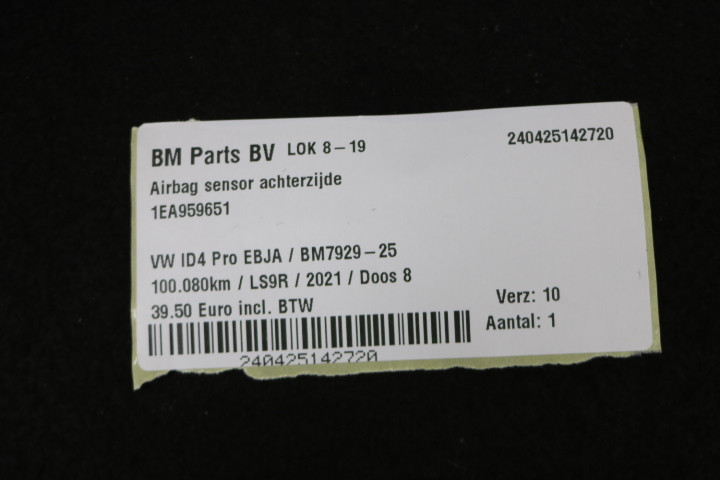 BM Parts BV LOK 8-19
240425142720
Airbag sensor achterzijde
1EA959651
VW ID4 Pro EBJA / BM7929-25
100.080km / LS9R / 2021 / Doos 8
39.50 Euro incl. BTW
Verz: 10
Aantal: 1
240425142720